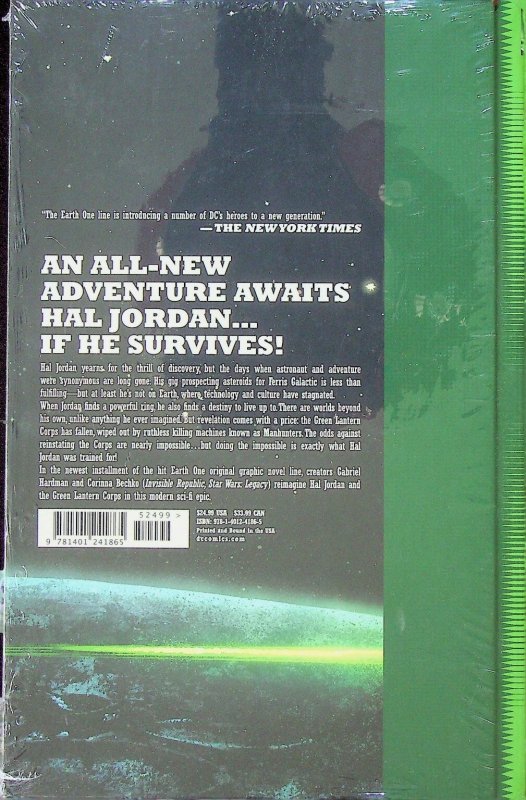 "The Earth One line is introducing a number of DC's heroes to a new generation."
—THE NEW YORK TIMES
AN ALL-NEW
ADVENTURE AWAITS
HAL JORDAN...
IF HE SURVIVES!
Hal Jordan yearns for the thrill of discovery, but the days when astronaut and adventure
were synonymous are long gone. His gig prospecting asteroids for Ferris Galactic is less than
fulfilling—but at least he's not on Earth, where technology and culture have stagnated.
When Jordan finds a powerful ring, he also finds a destiny to live up to. There are worlds beyond
his own, unlike anything he ever imagined. But revelation comes with a price: the Green Lantern
Corps has fallen, wiped out by ruthless killing machines known as Manhunters. The odds against
reinstating the Corps are nearly impossible...but doing the impossible is exactly what Hal
Jordan was trained for!
In the newest installment of the hit Earth One original graphic novel line, creators Gabriel
Hardman and Corinna Bechko (Invisible Republic, Star Wars: Legacy) reimagine Hal Jordan and
the Green Lantern Corps in this modern sci-fi epic.
52499 >
9 781401 241865
$24.99 USA $33.99 CAN
ISBN: 978-1-4012-4186-5
Printed and Bound in the USA
dccomics.com